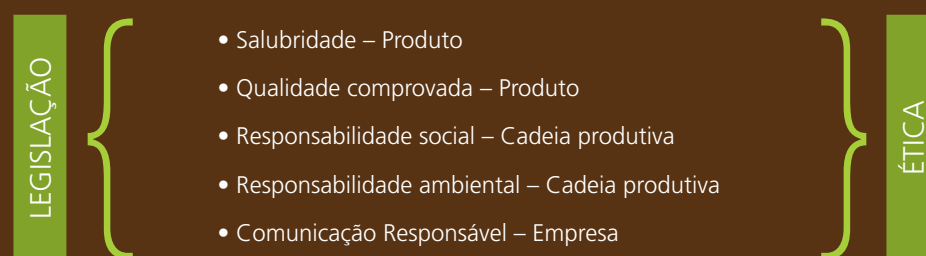 LEGISLAÇÃO
• Salubridade – Produto
• Qualidade comprovada – Produto
• Responsabilidade social – Cadeia produtiva
• Responsabilidade ambiental – Cadeia produtiva
• Comunicação Responsável – Empresa
ÉTICA